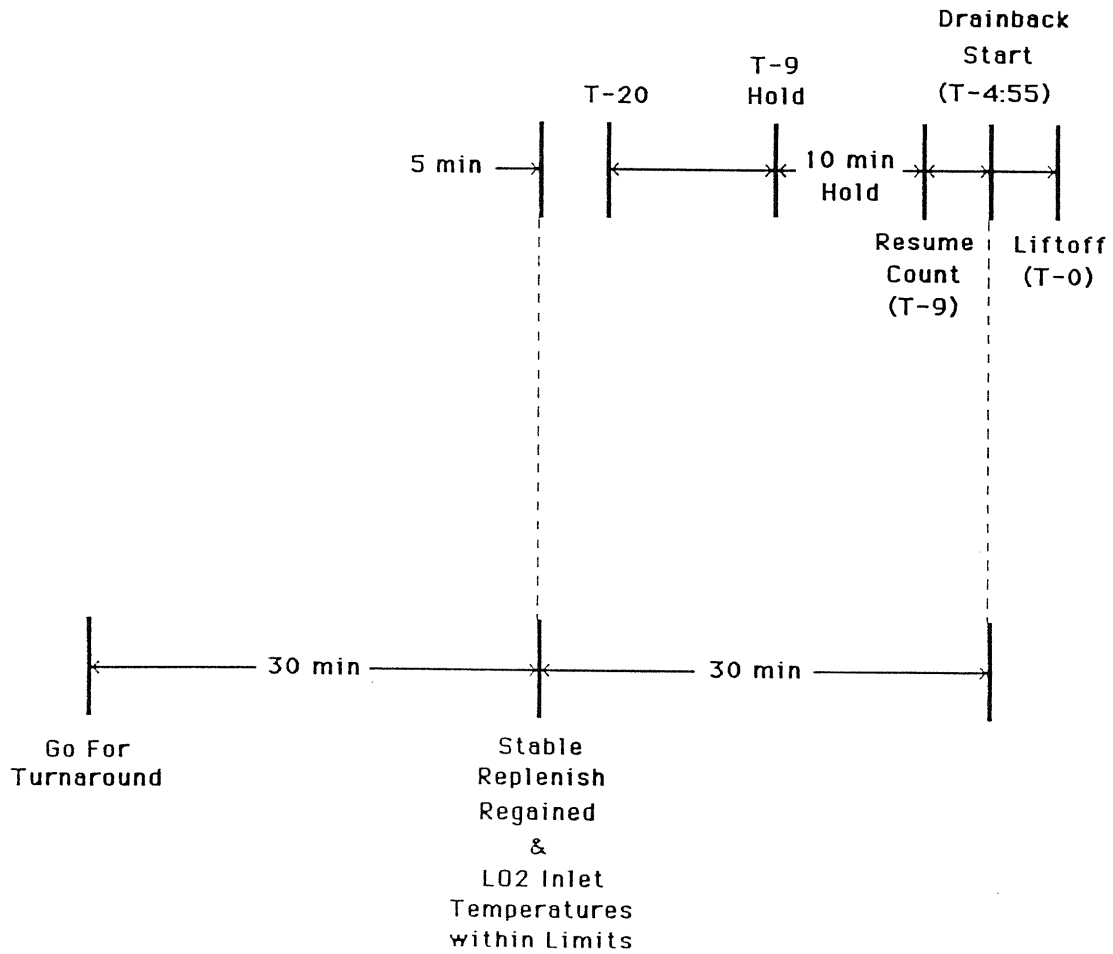 Drainback
Start
(T-4:55)
T-9
Hold
T-20
5 min
10 min
Hold
Resume
Count
(T-9)
Liftoff
(T-0)
30 min
30 min
Go For
Turnaround
Stable
Replenish
Regained
&
LO2 Inlet
Temperatures
within Limits